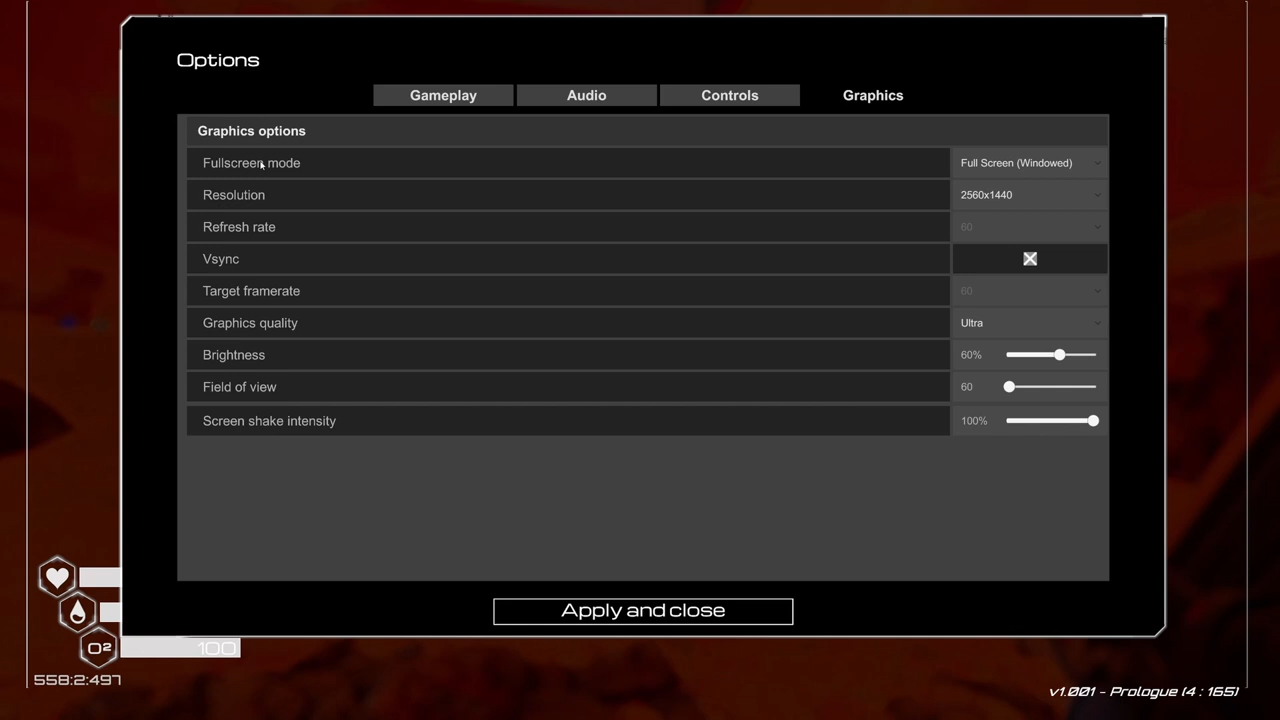 Options
Gameplay Audio Controls Graphics
Graphics options
Fullscreen mode Full Screen (Windowed)
Resolution 2560x1440
Refresh rate 60
Vsync
Target framerate 60
Graphics quality Ultra
Brightness 60%
Field of view 60
Screen shake intensity 100%
Apply and close
O² 100
558:2:497
v1.001 - Prologue (4 : 165)